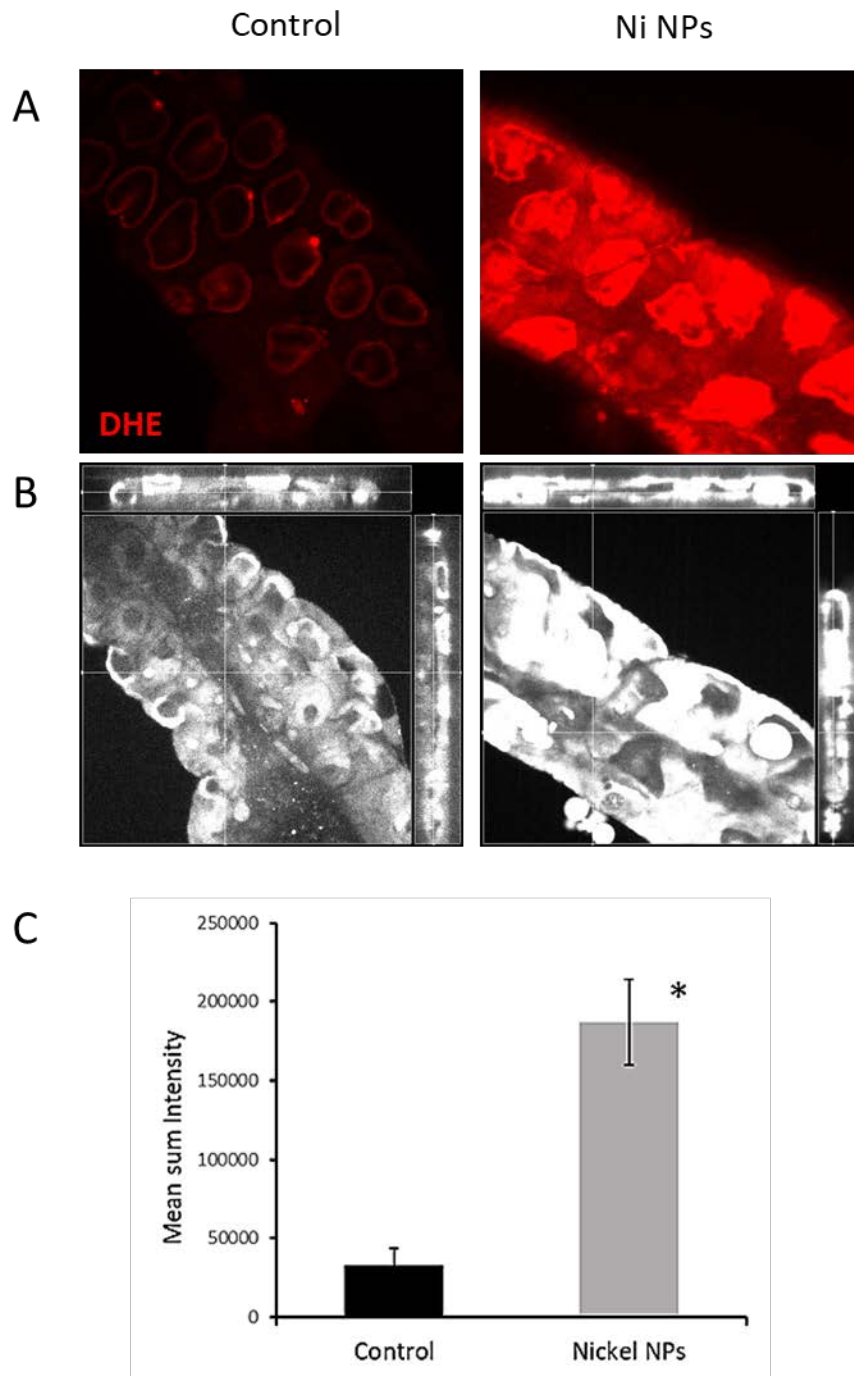 Control Ni NPs
A
DHE
B
C
250000
200000
150000
100000
50000
0
Mean sum Intensity
*
Control Nickel NPs